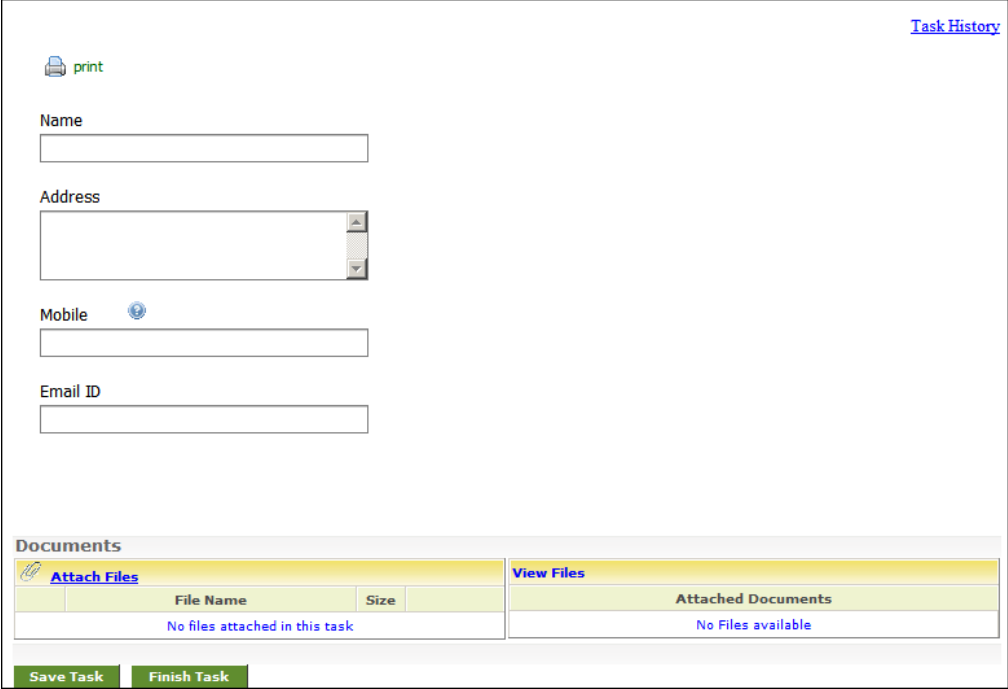 Task History
print
Name
Address
Mobile
Email ID
Documents
Attach Files
File Name Size
No files attached in this task
View Files
Attached Documents
No Files available
Save Task Finish Task